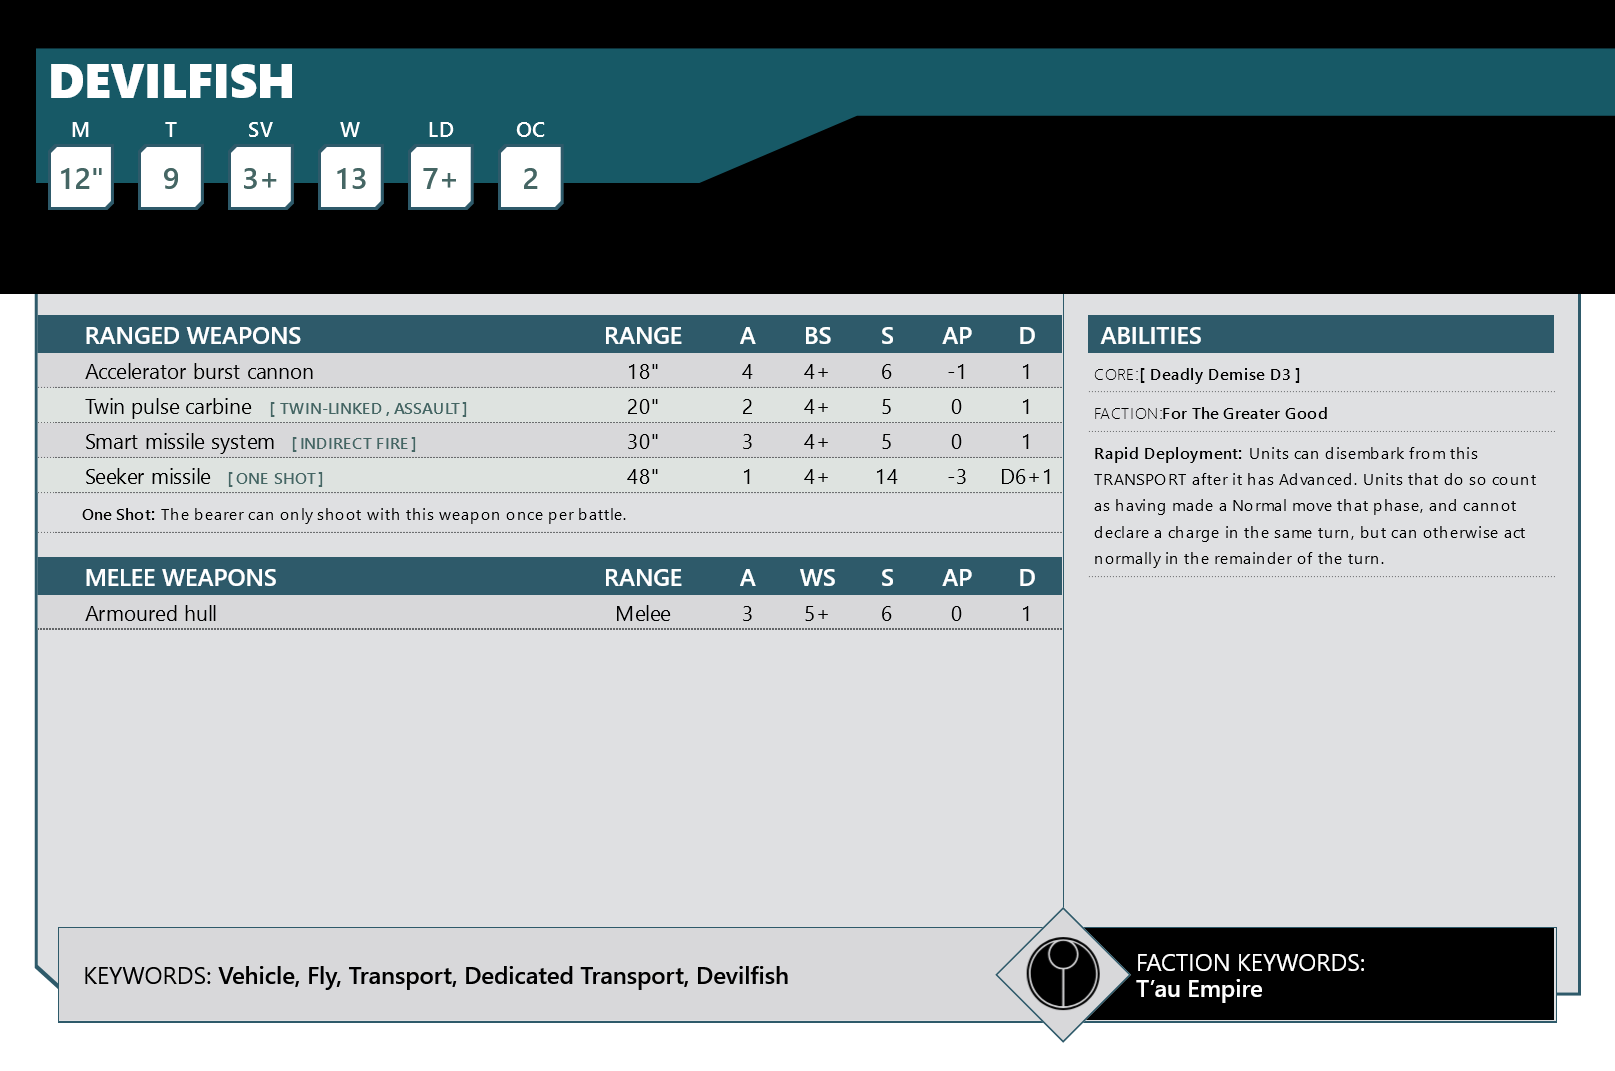 DEVILFISH
M T SV W LD OC
12" 9 3+ 13 7+ 2
RANGED WEAPONS RANGE A BS S AP D
Accelerator burst cannon 18" 4 4+ 6 -1 1
Twin pulse carbine [ TWIN-LINKED , ASSAULT] 20" 2 4+ 5 0 1
Smart missile system [ INDIRECT FIRE ] 30" 3 4+ 5 0 1
Seeker missile [ ONE SHOT ] 48" 1 4+ 14 -3 D6+1
One Shot: The bearer can only shoot with this weapon once per battle.
MELEE WEAPONS RANGE A WS S AP D
Armoured hull Melee 3 5+ 6 0 1
ABILITIES
CORE:[ Deadly Demise D3 ]
FACTION:For The Greater Good
Rapid Deployment: Units can disembark from this
TRANSPORT after it has Advanced. Units that do so count
as having made a Normal move that phase, and cannot
declare a charge in the same turn, but can otherwise act
normally in the remainder of the turn.
KEYWORDS: Vehicle, Fly, Transport, Dedicated Transport, Devilfish
FACTION KEYWORDS:
T’au Empire